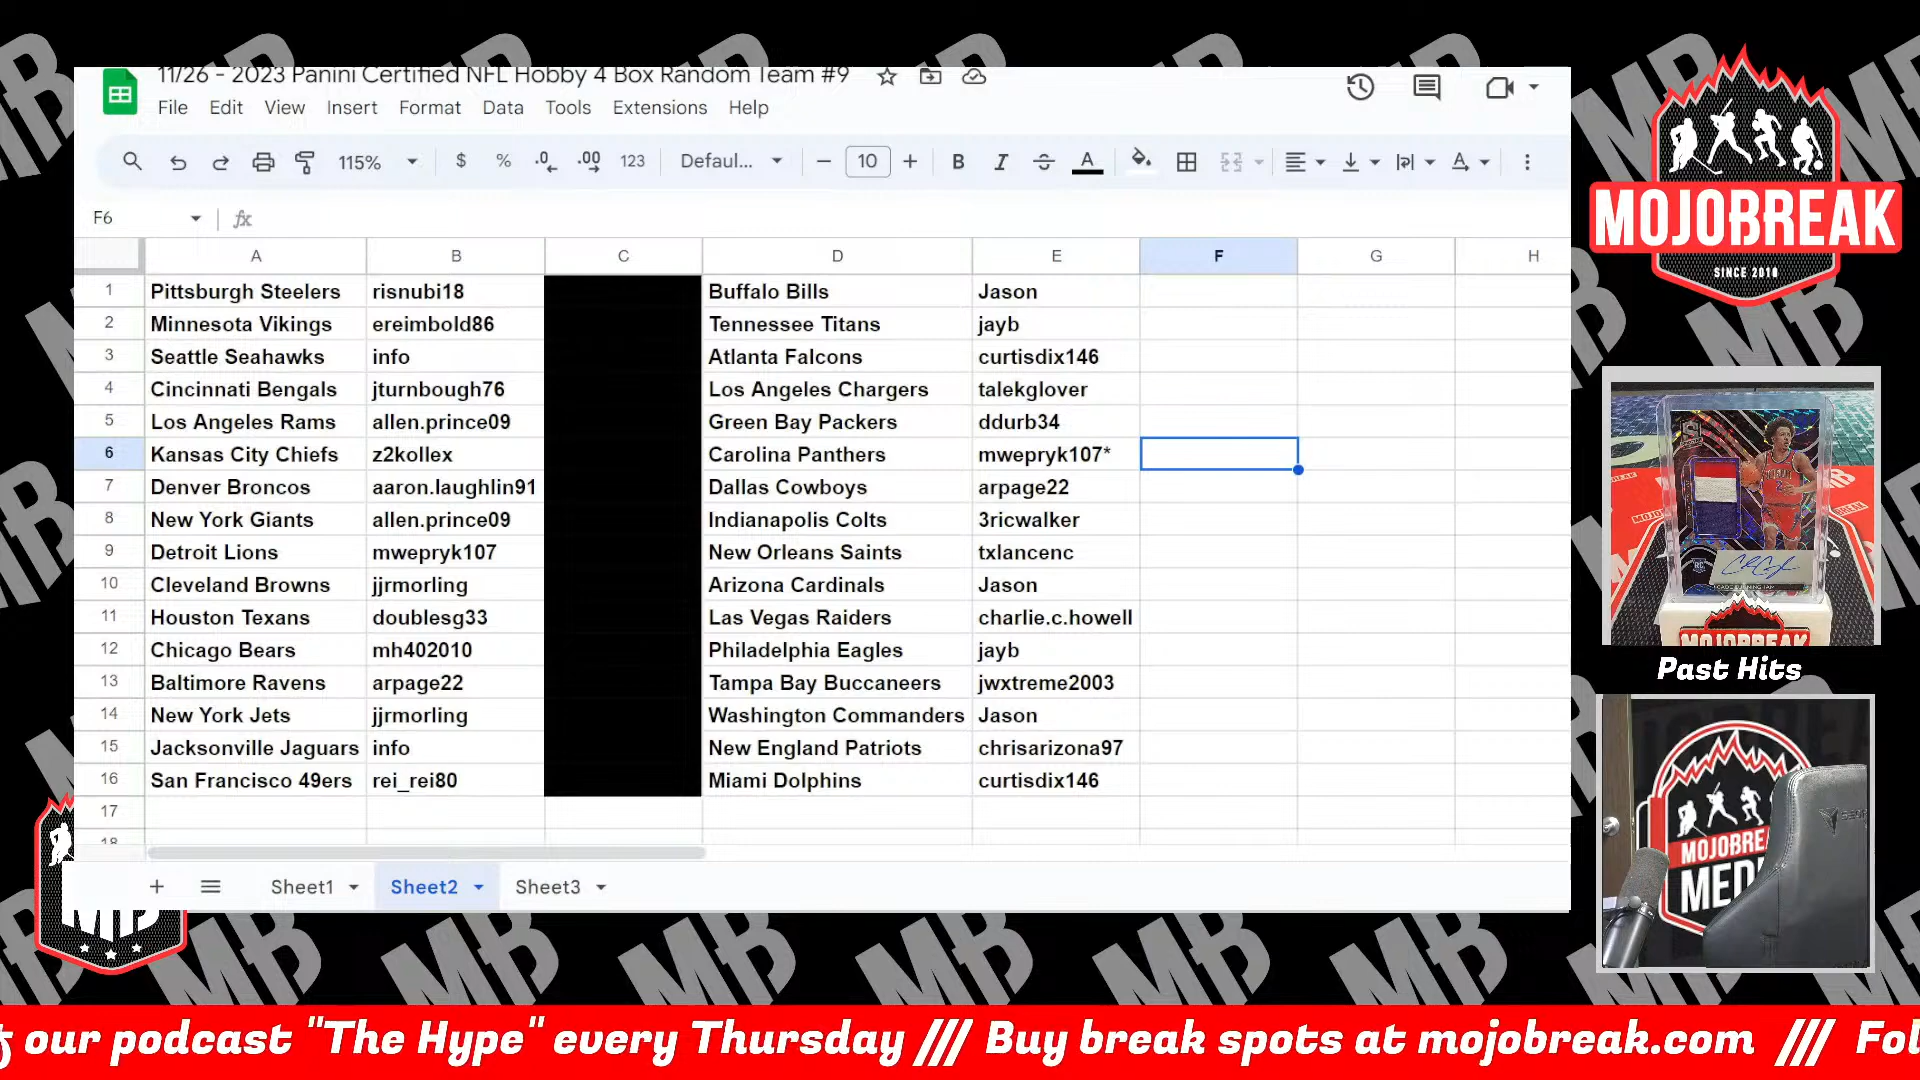 11/26 - 2023 Panini Certified NFL Hobby 4 Box Random Team #9
File Edit View Insert Format Data Tools Extensions Help
115% $ % .0 .00 123 Defaul... 10 B I A
F6 fx
A B C D E F G H
1 Pittsburgh Steelers risnubi18 Buffalo Bills Jason
2 Minnesota Vikings ereimbold86 Tennessee Titans jayb
3 Seattle Seahawks info Atlanta Falcons curtisdix146
4 Cincinnati Bengals jturnbough76 Los Angeles Chargers talekglover
5 Los Angeles Rams allen.prince09 Green Bay Packers ddurb34
6 Kansas City Chiefs z2kollex Carolina Panthers mwepryk107*
7 Denver Broncos aaron.laughlin91 Dallas Cowboys arpage22
8 New York Giants allen.prince09 Indianapolis Colts 3ricwalker
9 Detroit Lions mwepryk107 New Orleans Saints txlancenc
10 Cleveland Browns jjrmorling Arizona Cardinals Jason
11 Houston Texans doublesg33 Las Vegas Raiders charlie.c.howell
12 Chicago Bears mh402010 Philadelphia Eagles jayb
13 Baltimore Ravens arpage22 Tampa Bay Buccaneers jwxtreme2003
14 New York Jets jjrmorling Washington Commanders Jason
15 Jacksonville Jaguars info New England Patriots chrisarizona97
16 San Francisco 49ers rei_rei80 Miami Dolphins curtisdix146
17
18
Sheet1 Sheet2 Sheet3
MOJOBREAK
SINCE 2010
MOJOBREAK
Past Hits
MOJOBREA
MED
MB
our podcast "The Hype" every Thursday /// Buy break spots at mojobreak.com /// Fol